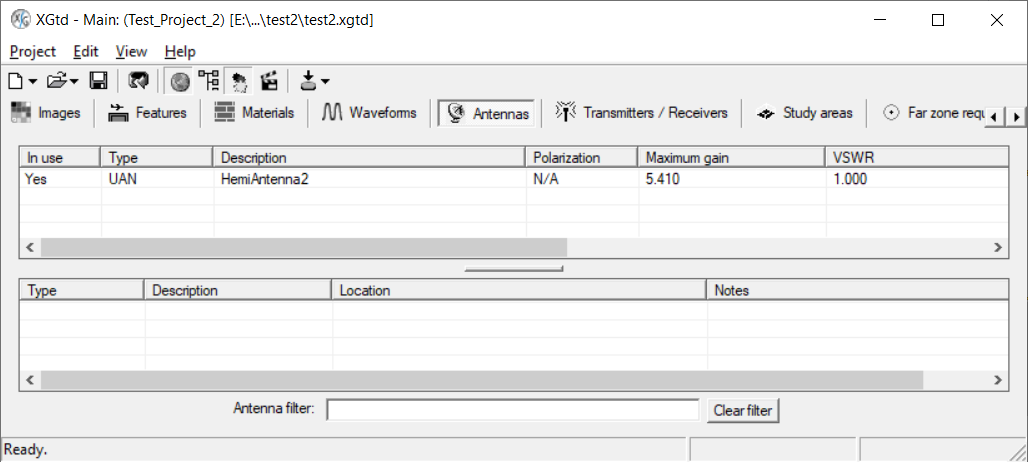 XGtd - Main: (Test_Project_2) [E:\...\test2\test2.xgtd]
Project Edit View Help
Images Features Materials Waveforms Antennas Transmitters / Receivers Study areas Far zone requ
In use Type Description Polarization Maximum gain VSWR
Yes UAN HemiAntenna2 N/A 5.410 1.000
Type Description Location Notes
Antenna filter: Clear filter
Ready.